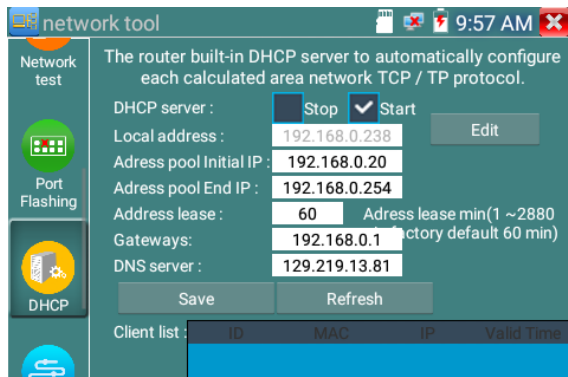 network tool
9:57 AM
Network
test
Port
Flashing
DHCP
The router built-in DHCP server to automatically configure
each calculated area network TCP / TP protocol.
DHCP server : Stop Start
Local address : 192.168.0.238 Edit
Adress pool Initial IP : 192.168.0.20
Adress pool End IP : 192.168.0.254
Address lease : 60 Adress lease min(1 ~2880
Gateways: 192.168.0.1 factory default 60 min)
DNS server : 129.219.13.81
Save Refresh
Client list : ID MAC IP Valid Time